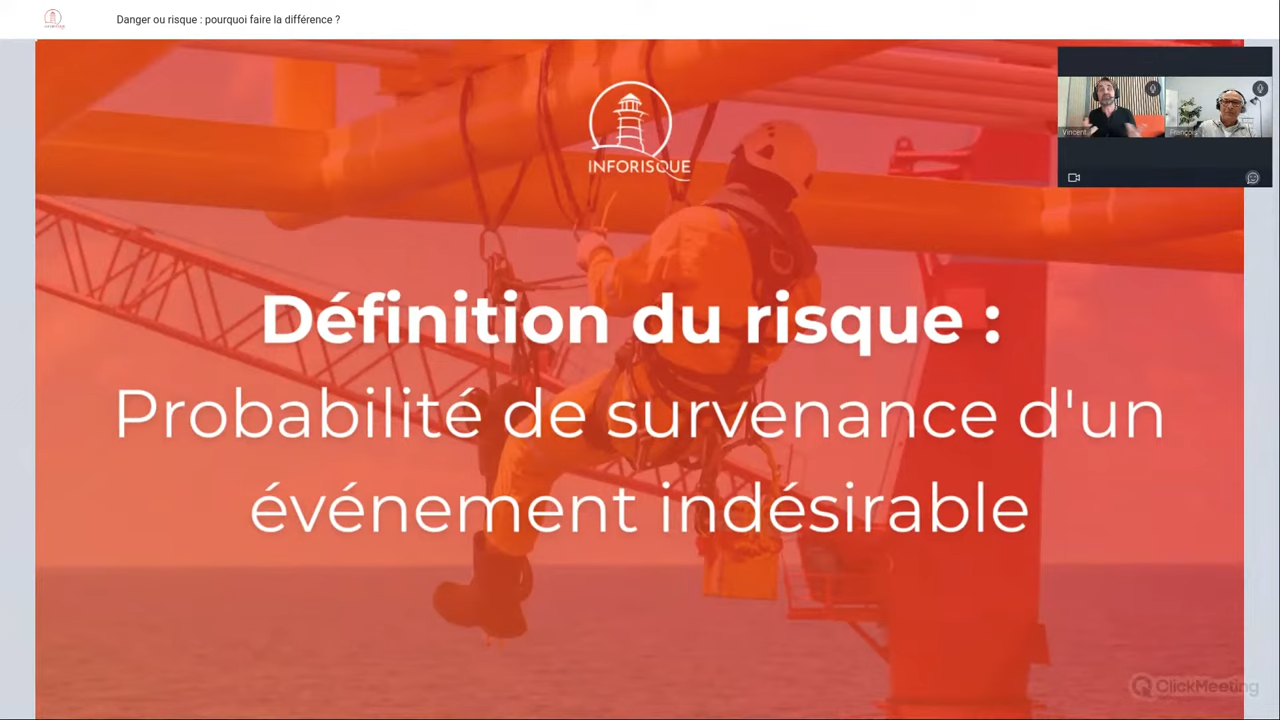 Danger ou risque : pourquoi faire la différence ?
INFORISQUE
Vincent
François
Définition du risque :
Probabilité de survenance d'un
événement indésirable
ClickMeeting